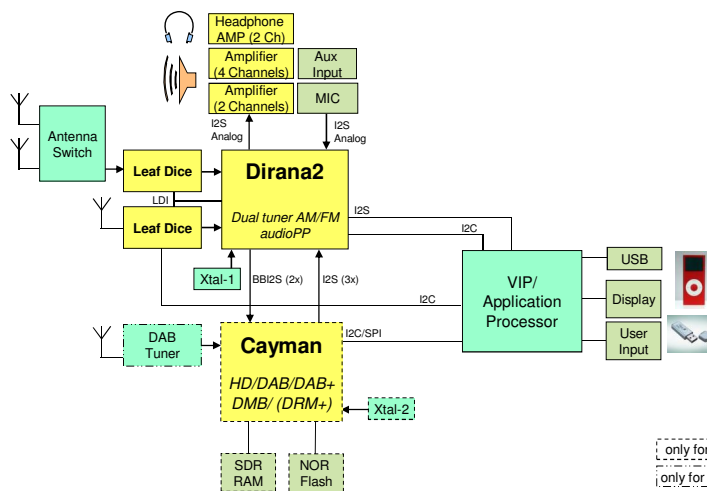 Headphone
AMP (2 Ch)
Amplifier
(4 Channels)
Aux
Input
Amplifier
(2 Channels)
MIC
I2S
Analog
I2S
Analog
Antenna
Switch
Leaf Dice
LDI
Leaf Dice
Dirana2
Dual tuner AM/FM
audioPP
I2S
I2C
Xtal-1
BBI2S (2x)
I2S (3x)
I2C
VIP/
Application
Processor
USB
Display
User
Input
DAB
Tuner
Cayman
HD/DAB/DAB+
DMB/ (DRM+)
I2C/SPI
Xtal-2
SDR
RAM
NOR
Flash
only for
only for